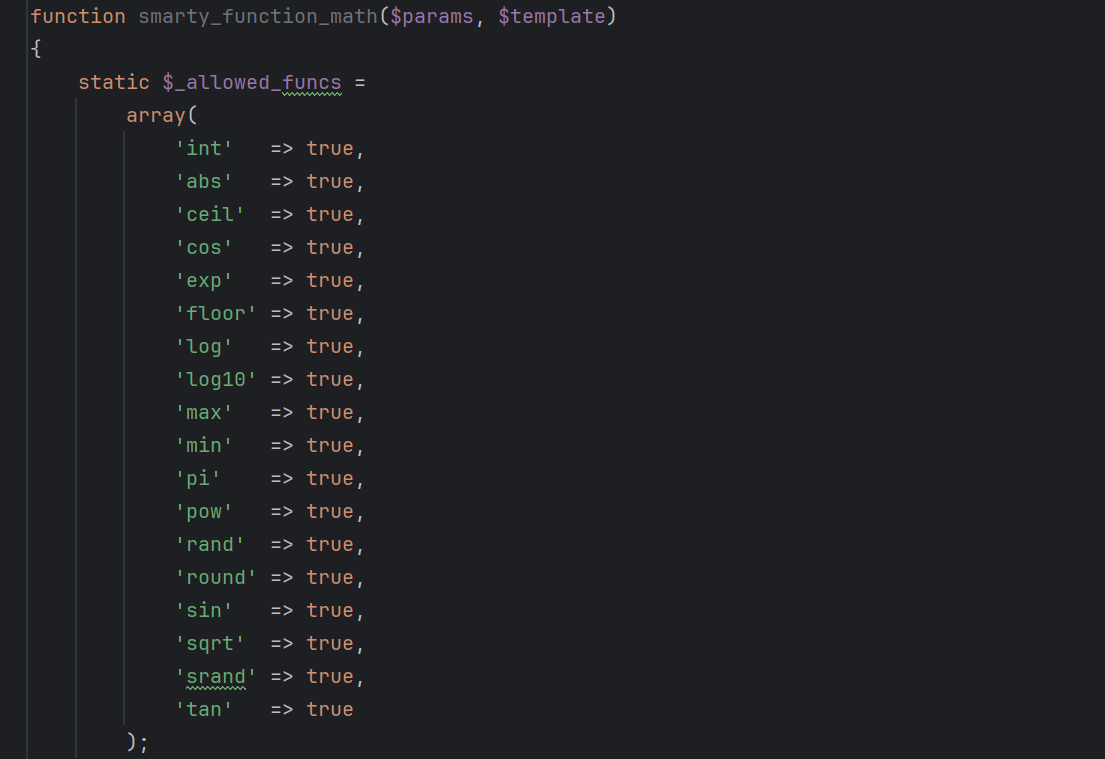 function smarty_function_math($params, $template)
{
    static $_allowed_funcs =
        array(
            'int'   => true,
            'abs'   => true,
            'ceil'  => true,
            'cos'   => true,
            'exp'   => true,
            'floor' => true,
            'log'   => true,
            'log10' => true,
            'max'   => true,
            'min'   => true,
            'pi'    => true,
            'pow'   => true,
            'rand'  => true,
            'round' => true,
            'sin'   => true,
            'sqrt'  => true,
            'srand' => true,
            'tan'   => true
        );